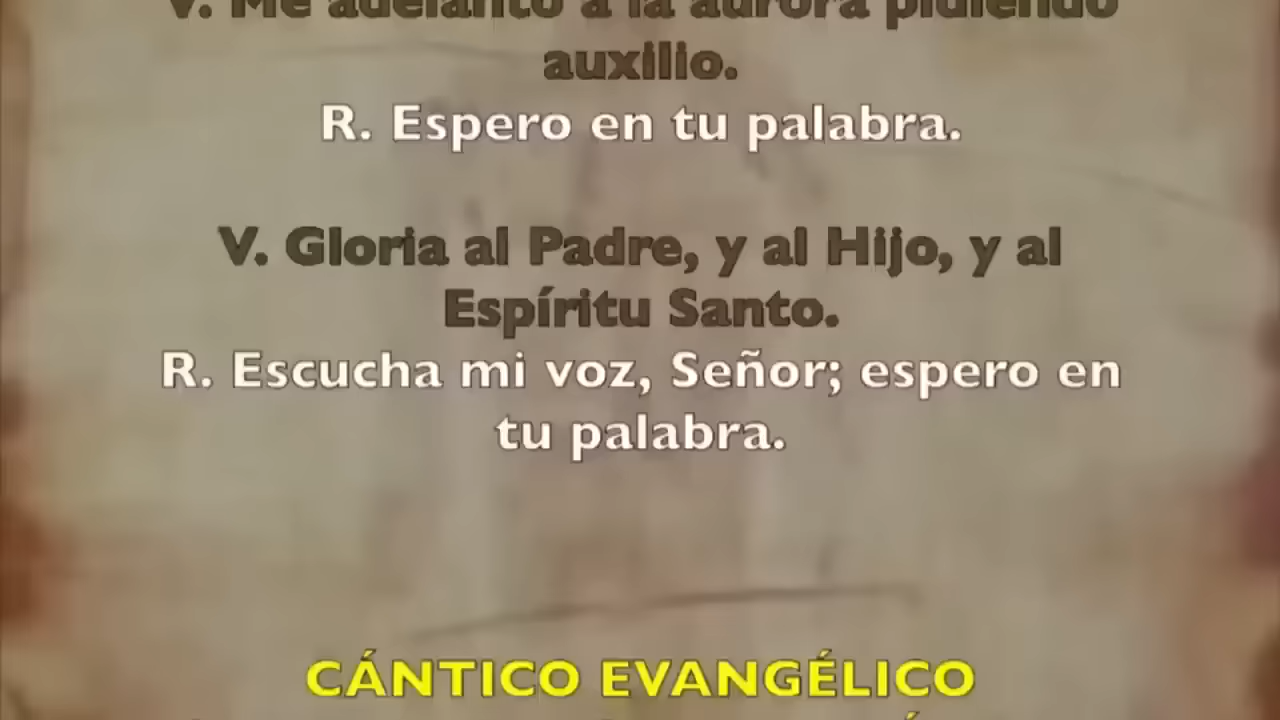 V. Me adelanto a la aurora pidiendo
auxilio.
R. Espero en tu palabra.
V. Gloria al Padre, y al Hijo, y al
Espíritu Santo.
R. Escucha mi voz, Señor; espero en
tu palabra.
CÁNTICO EVANGÉLICO